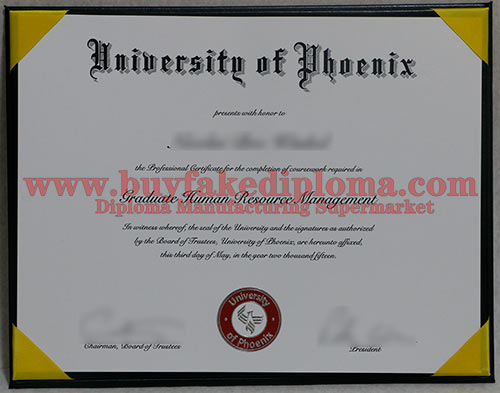 University of Phoenix
presents with honor to
the Professional Certificate for the completion of coursework required in
www.buyfakediploma.com
Graduate Human Resource Management
Diploma Manufacturing Supermarket
In witness whereof, the seal of the University and the signatures as authorized
by the Board of Trustees, University of Phoenix, are hereunto affixed,
this third day of May, in the year two thousand fifteen.
University
of Phoenix
Chairman, Board of Trustees
President